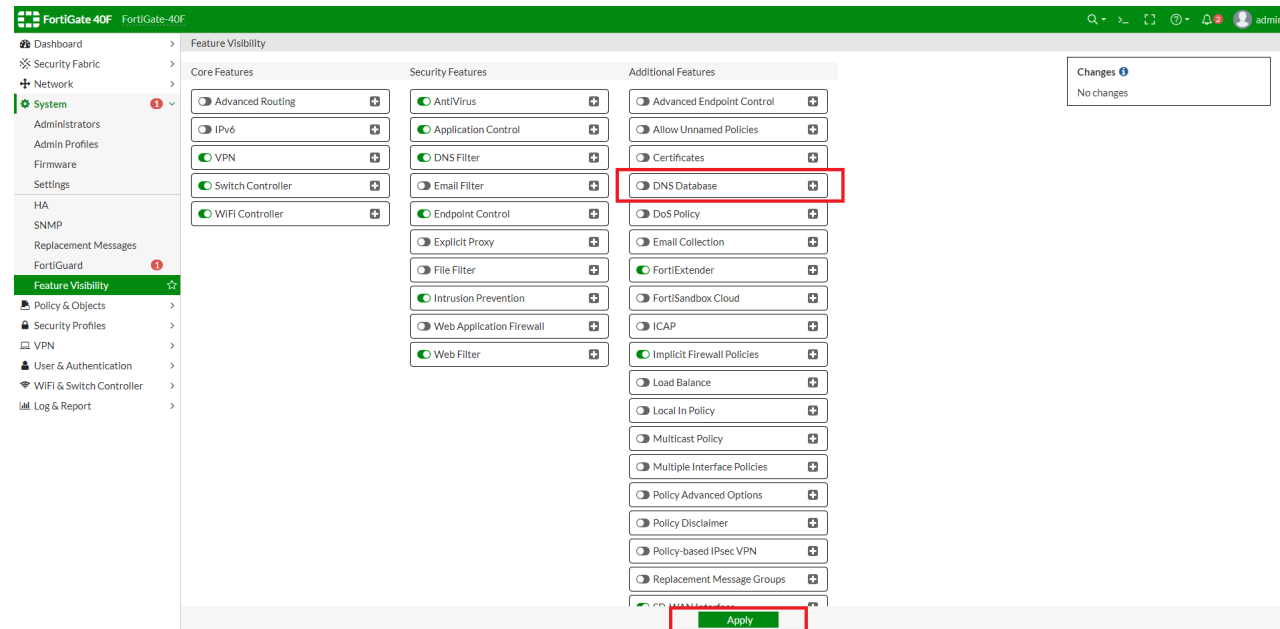 FortiGate 40F FortiGate-40F
2
admin
Dashboard
Security Fabric
Network
System 1
Administrators
Admin Profiles
Firmware
Settings
HA
SNMP
Replacement Messages
FortiGuard 1
Feature Visibility
Policy & Objects
Security Profiles
VPN
User & Authentication
WiFi & Switch Controller
Log & Report
Feature Visibility
Core Features
Advanced Routing
IPv6
VPN
Switch Controller
WiFi Controller
Security Features
AntiVirus
Application Control
DNS Filter
Email Filter
Endpoint Control
Explicit Proxy
File Filter
Intrusion Prevention
Web Application Firewall
Web Filter
Additional Features
Advanced Endpoint Control
Allow Unnamed Policies
Certificates
DNS Database
DoS Policy
Email Collection
FortiExtender
FortiSandbox Cloud
ICAP
Implicit Firewall Policies
Load Balance
Local In Policy
Multicast Policy
Multiple Interface Policies
Policy Advanced Options
Policy Disclaimer
Policy-based IPsec VPN
Replacement Message Groups
SD-WAN Interface
Apply
Changes
No changes